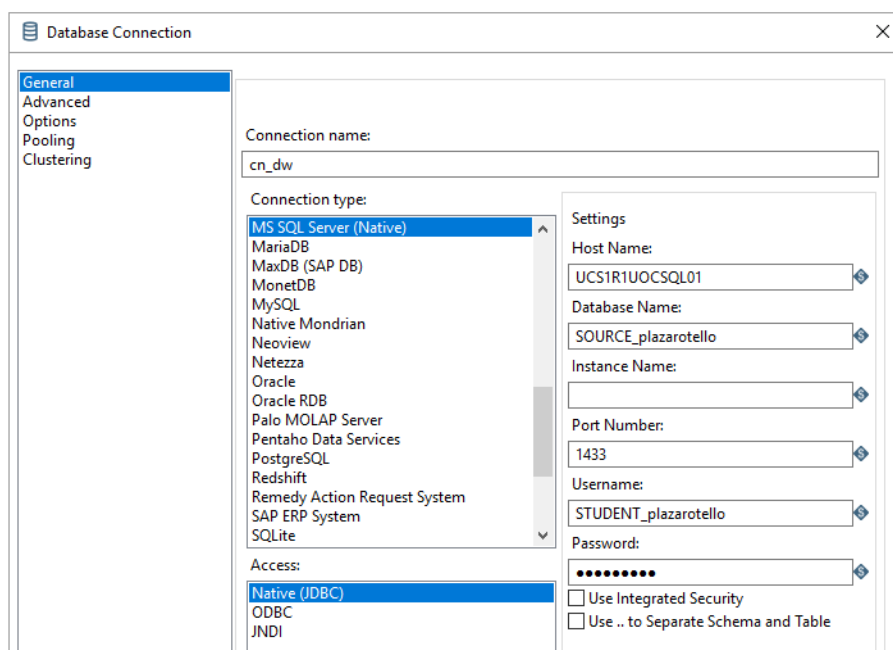 Database Connection
General
Advanced
Options
Pooling
Clustering
Connection name:
cn_dw
Connection type:
MS SQL Server (Native)
MariaDB
MaxDB (SAP DB)
MonetDB
MySQL
Native Mondrian
Neoview
Netezza
Oracle
Oracle RDB
Palo MOLAP Server
Pentaho Data Services
PostgreSQL
Redshift
Remedy Action Request System
SAP ERP System
SQLite
Access:
Native (JDBC)
ODBC
JNDI
Settings
Host Name:
UCS1R1UOCSQL01
Database Name:
SOURCE_plazarotello
Instance Name:
Port Number:
1433
Username:
STUDENT_plazarotello
Password:
●●●●●●●●●
Use Integrated Security
Use .. to Separate Schema and Table